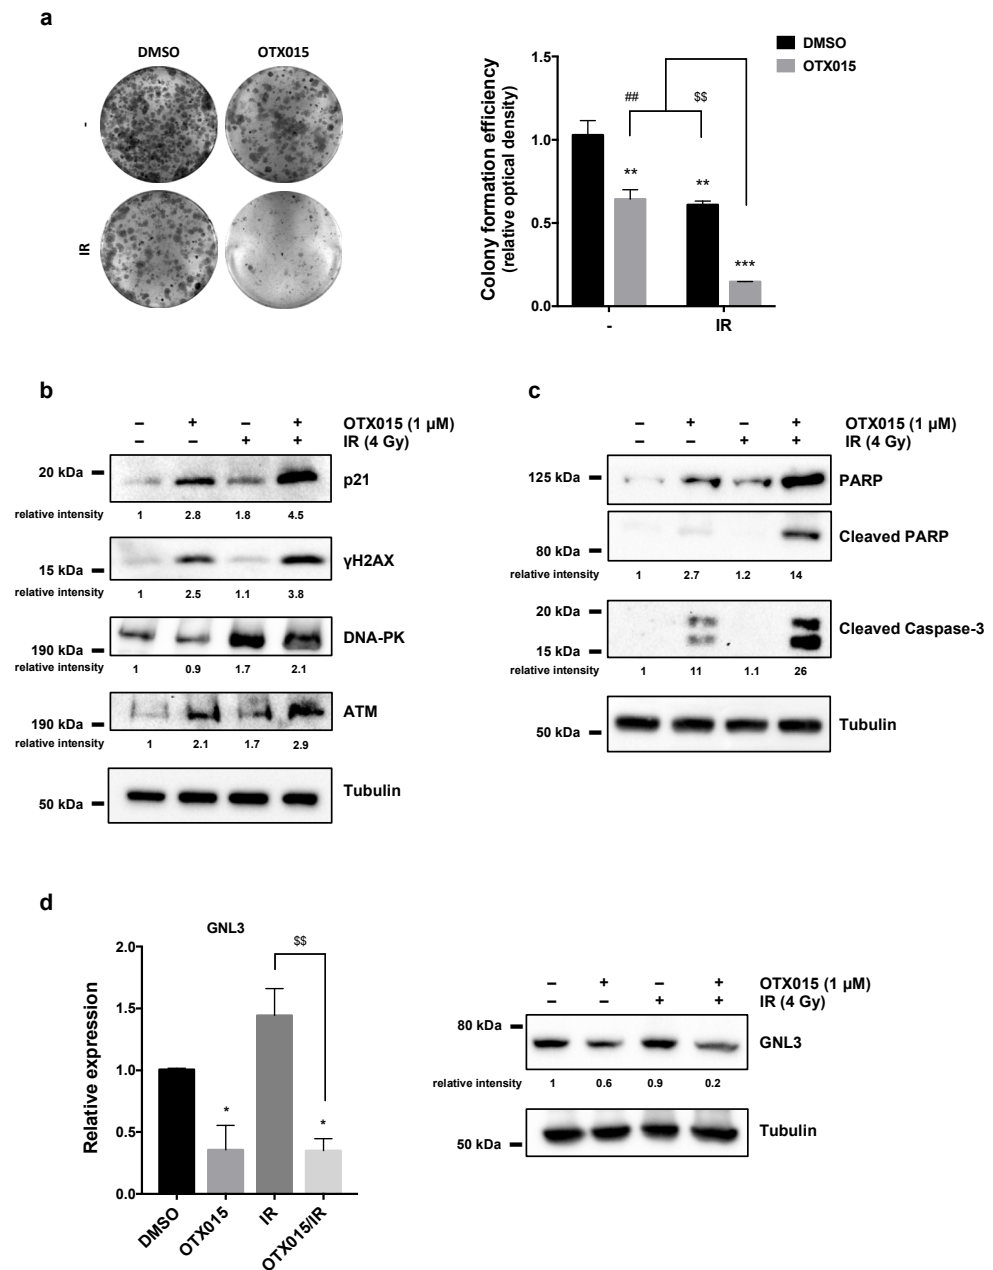 a
DMSO OTX015
-
IR
DMSO
OTX015
Colony formation efficiency
(relative optical density)
1.5
1.0
0.5
0.0
## $$
** ** ***
- IR
b
– + – + OTX015 (1 µM)
– – + + IR (4 Gy)
20 kDa p21
relative intensity 1 2.8 1.8 4.5
15 kDa γH2AX
relative intensity 1 2.5 1.1 3.8
190 kDa DNA-PK
relative intensity 1 0.9 1.7 2.1
190 kDa ATM
relative intensity 1 2.1 1.7 2.9
50 kDa Tubulin
c
– + – + OTX015 (1 µM)
– – + + IR (4 Gy)
125 kDa PARP
80 kDa Cleaved PARP
relative intensity 1 2.7 1.2 14
20 kDa
15 kDa Cleaved Caspase-3
relative intensity 1 11 1.1 26
50 kDa Tubulin
d
GNL3
Relative expression
2.0
1.5
1.0
0.5
0.0
$$
* *
DMSO OTX015 IR OTX015/IR
– + – + OTX015 (1 µM)
– – + + IR (4 Gy)
80 kDa GNL3
relative intensity 1 0.6 0.9 0.2
50 kDa Tubulin